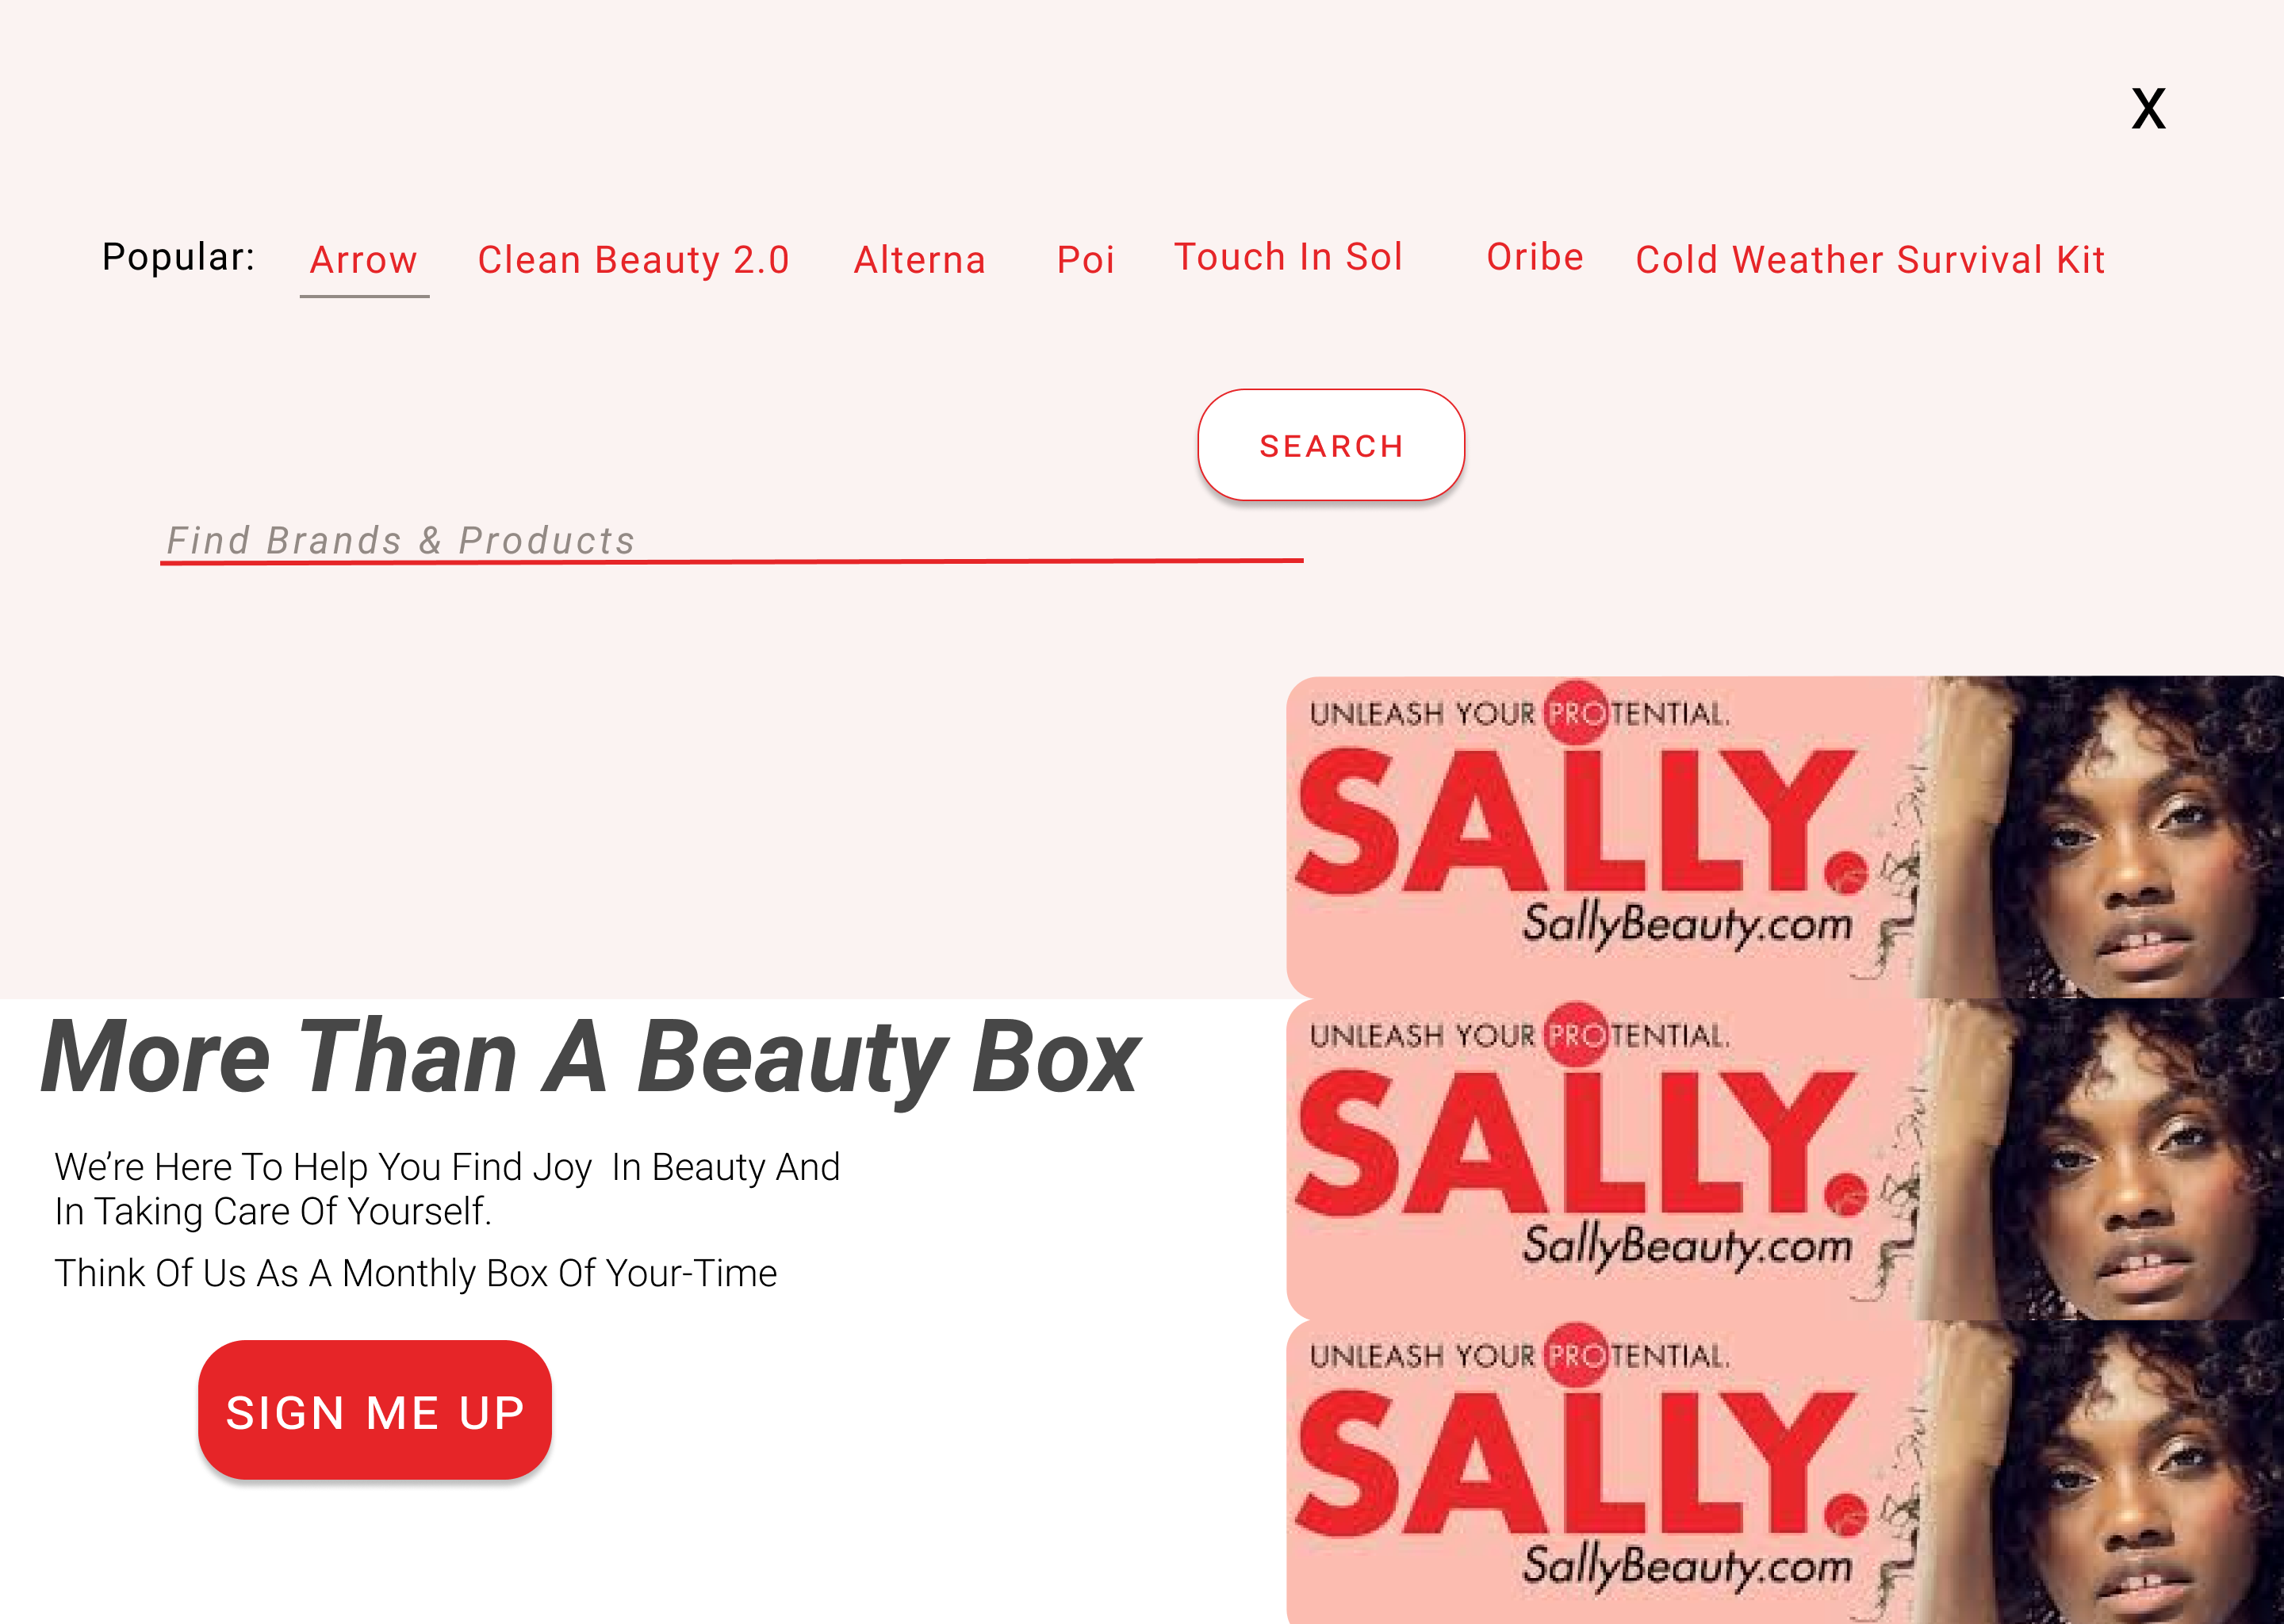 X
Popular: Arrow Clean Beauty 2.0 Alterna Poi Touch In Sol Oribe Cold Weather Survival Kit
SEARCH
Find Brands & Products
UNLEASH YOUR PROTENTIAL.
SALLY.
SallyBeauty.com
More Than A Beauty Box
We’re Here To Help You Find Joy  In Beauty And
In Taking Care Of Yourself.
Think Of Us As A Monthly Box Of Your-Time
SIGN ME UP
UNLEASH YOUR PROTENTIAL.
SALLY.
SallyBeauty.com
UNLEASH YOUR PROTENTIAL.
SALLY.
SallyBeauty.com